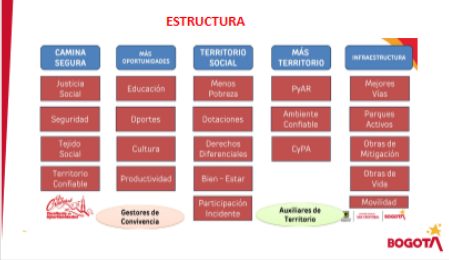 ESTRUCTURA
CAMINA
SEGURA
MÁS
OPORTUNIDADES
TERRITORIO
SOCIAL
MÁS
TERRITORIO
INFRAESTRUCTURA
Justicia
Social
Educación
Menos
Pobreza
PyAR
Mejores
Vías
Seguridad
Oportes
Dotaciones
Ambiente
Confiable
Parques
Activos
Tejido
Social
Cultura
Derechos
Diferenciales
CyPA
Obras de
Mitigación
Territorio
Confiable
Productividad
Bien - Estar
Obras de
Vida
Participación
Incidente
Movilidad
Gestores de
Convivencia
Auxiliares de
Territorio
BOGOTÁ
BOGOTÁ